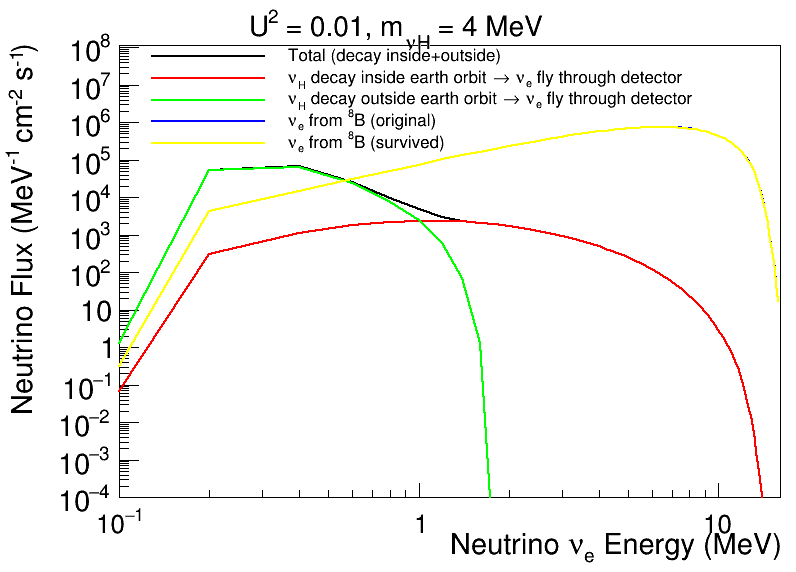 U² = 0.01, m_νH = 4 MeV
Total (decay inside+outside)
ν_H decay inside earth orbit → ν_e fly through detector
ν_H decay outside earth orbit → ν_e fly through detector
ν_e from ⁸B (original)
ν_e from ⁸B (survived)
Neutrino Flux (MeV⁻¹ cm⁻² s⁻¹)
10⁸
10⁷
10⁶
10⁵
10⁴
10³
10²
10
1
10⁻¹
10⁻²
10⁻³
10⁻⁴
10⁻¹ 1 10
Neutrino ν_e Energy (MeV)